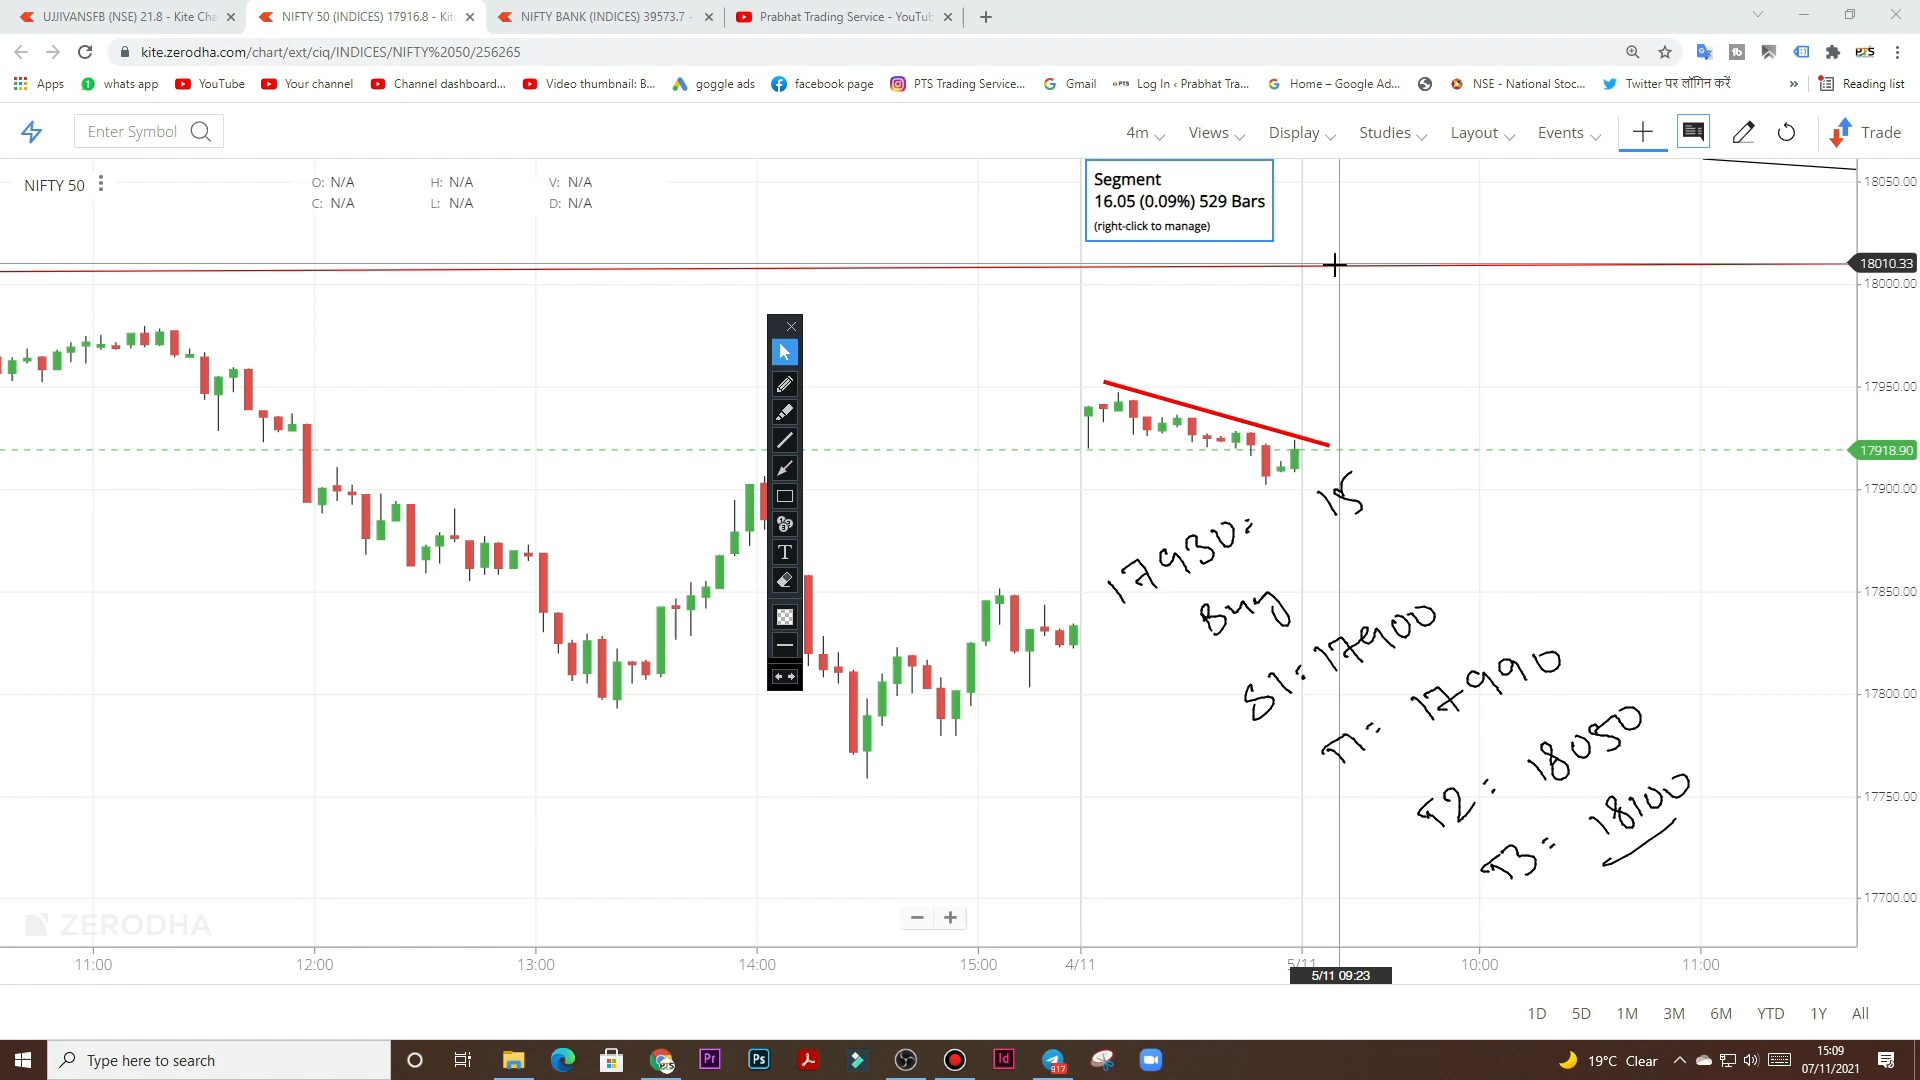 UJJIVANSFB (NSE) 21.8 - Kite Cha
NIFTY 50 (INDICES) 17916.8 - Kit
NIFTY BANK (INDICES) 39573.7 -
Prabhat Trading Service - YouTub
kite.zerodha.com/chart/ext/ciq/INDICES/NIFTY%2050/256265
PTS
Apps whats app YouTube Your channel Channel dashboard... Video thumbnail: B... goggle ads facebook page PTS Trading Service... Gmail Log In ‹ Prabhat Tra... Home – Google Ad... NSE - National Stoc... Twitter पर लॉगिन करें » Reading list
Enter Symbol
4m Views Display Studies Layout Events Trade
NIFTY 50
O: N/A H: N/A V: N/A
C: N/A L: N/A D: N/A
Segment
16.05 (0.09%) 529 Bars
(right-click to manage)
18050.00
18010.33
18000.00
17950.00
17918.90
17900.00
17850.00
17800.00
17750.00
17700.00
15
17930:
Buy
Sl: 17900
T1= 17990
T2: 18050
T3= 18100
T
ZERODHA
11:00 12:00 13:00 14:00 15:00 4/11 5/11 10:00 11:00
5/11 09:23
1D 5D 1M 3M 6M YTD 1Y All
Type here to search
Pr
Ps
Id
917
19°C Clear
15:09
07/11/2021